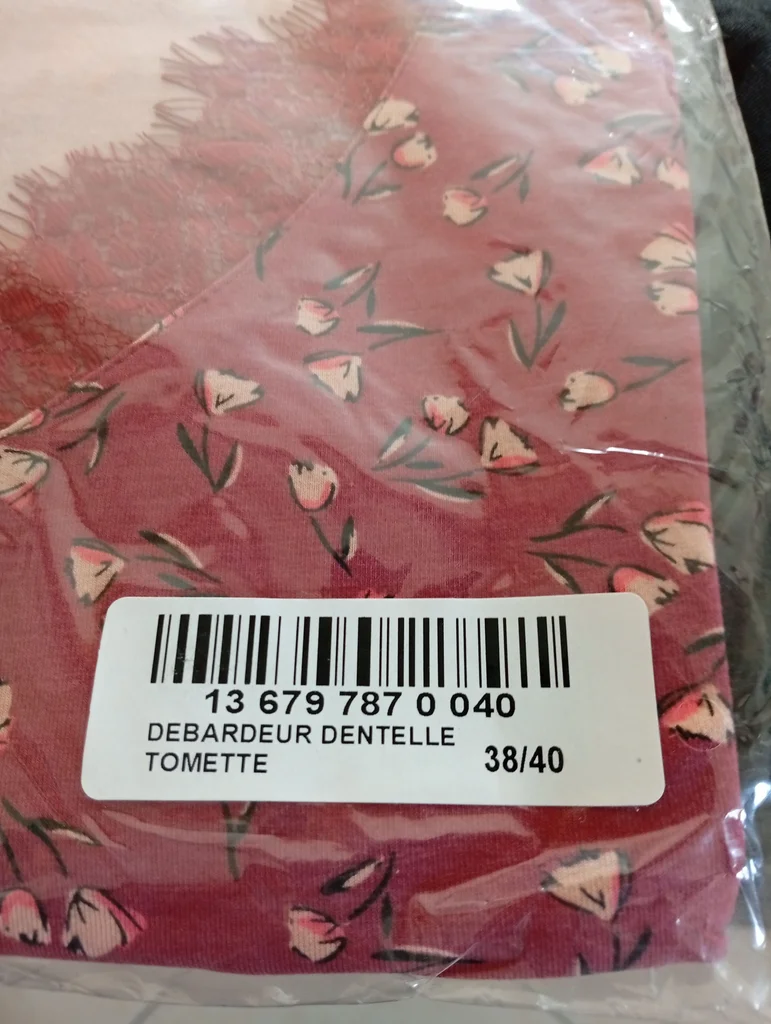 13 679 787 0 040
DEBARDEUR DENTELLE
TOMETTE 38/40